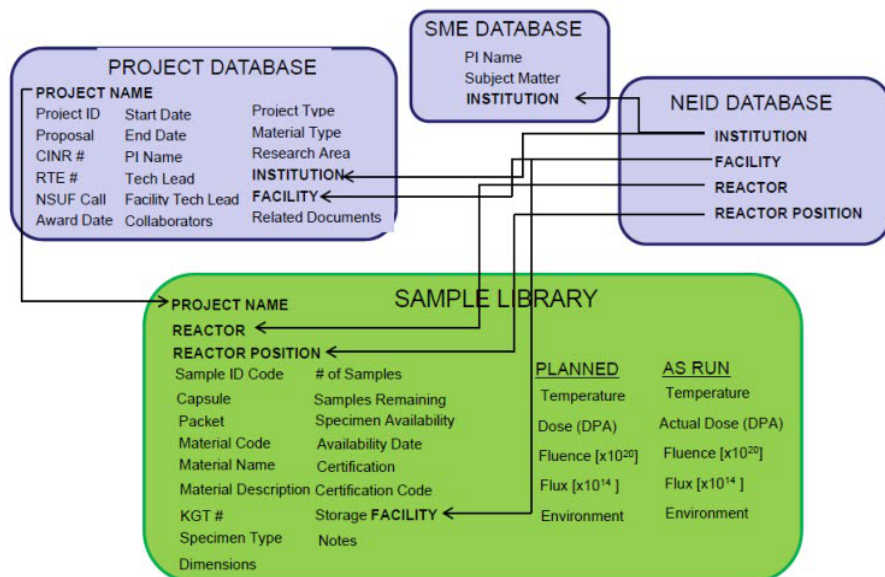 SME DATABASE
PI Name
Subject Matter
INSTITUTION
PROJECT DATABASE
PROJECT NAME
Project ID
Proposal
CINR #
RTE #
NSUF Call
Award Date
Start Date
End Date
PI Name
Tech Lead
Facility Tech Lead
Collaborators
Project Type
Material Type
Research Area
INSTITUTION
FACILITY
Related Documents
NEID DATABASE
INSTITUTION
FACILITY
REACTOR
REACTOR POSITION
SAMPLE LIBRARY
PROJECT NAME
REACTOR
REACTOR POSITION
Sample ID Code
Capsule
Packet
Material Code
Material Name
Material Description
KGT #
Specimen Type
Dimensions
# of Samples
Samples Remaining
Specimen Availability
Availability Date
Certification
Certification Code
Storage FACILITY
Notes
PLANNED
Temperature
Dose (DPA)
Fluence [x10²⁰]
Flux [x10¹⁴ ]
Environment
AS RUN
Temperature
Actual Dose (DPA)
Fluence [x10²⁰]
Flux [x10¹⁴ ]
Environment